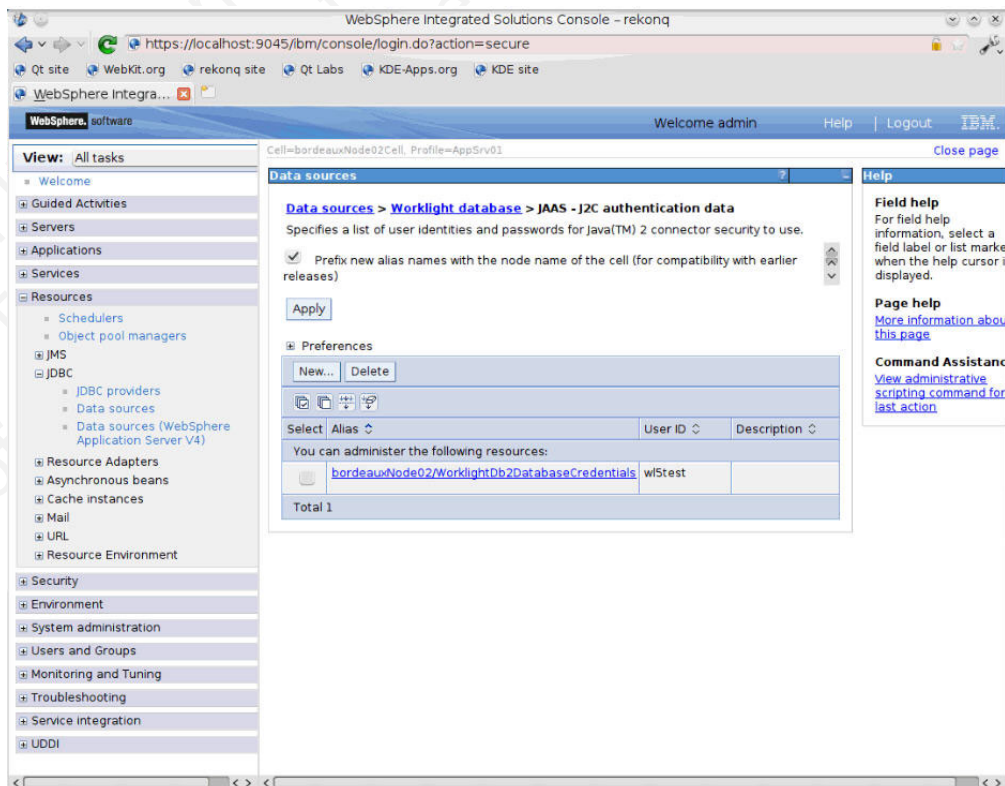 WebSphere Integrated Solutions Console – rekonq
https://localhost:9045/ibm/console/login.do?action=secure
Qt site WebKit.org rekonq site Qt Labs KDE-Apps.org KDE site
WebSphere Integra...
WebSphere. software Welcome admin Help | Logout IBM.
View: All tasks
Welcome
Guided Activities
Servers
Applications
Services
Resources
Schedulers
Object pool managers
JMS
JDBC
JDBC providers
Data sources
Data sources (WebSphere
Application Server V4)
Resource Adapters
Asynchronous beans
Cache instances
Mail
URL
Resource Environment
Security
Environment
System administration
Users and Groups
Monitoring and Tuning
Troubleshooting
Service integration
UDDI
Cell=bordeauxNode02Cell, Profile=AppSrv01
Close page
Data sources ? –
Data sources > Worklight database > JAAS - J2C authentication data
Specifies a list of user identities and passwords for Java(TM) 2 connector security to use.
Prefix new alias names with the node name of the cell (for compatibility with earlier
releases)
Apply
Preferences
New... Delete
Select Alias User ID Description
You can administer the following resources:
bordeauxNode02/WorklightDb2DatabaseCredentials wl5test
Total 1
Help
Field help
For field help
information, select a
field label or list marke
when the help cursor i
displayed.
Page help
More information abou
this page
Command Assistanc
View administrative
scripting command for
last action